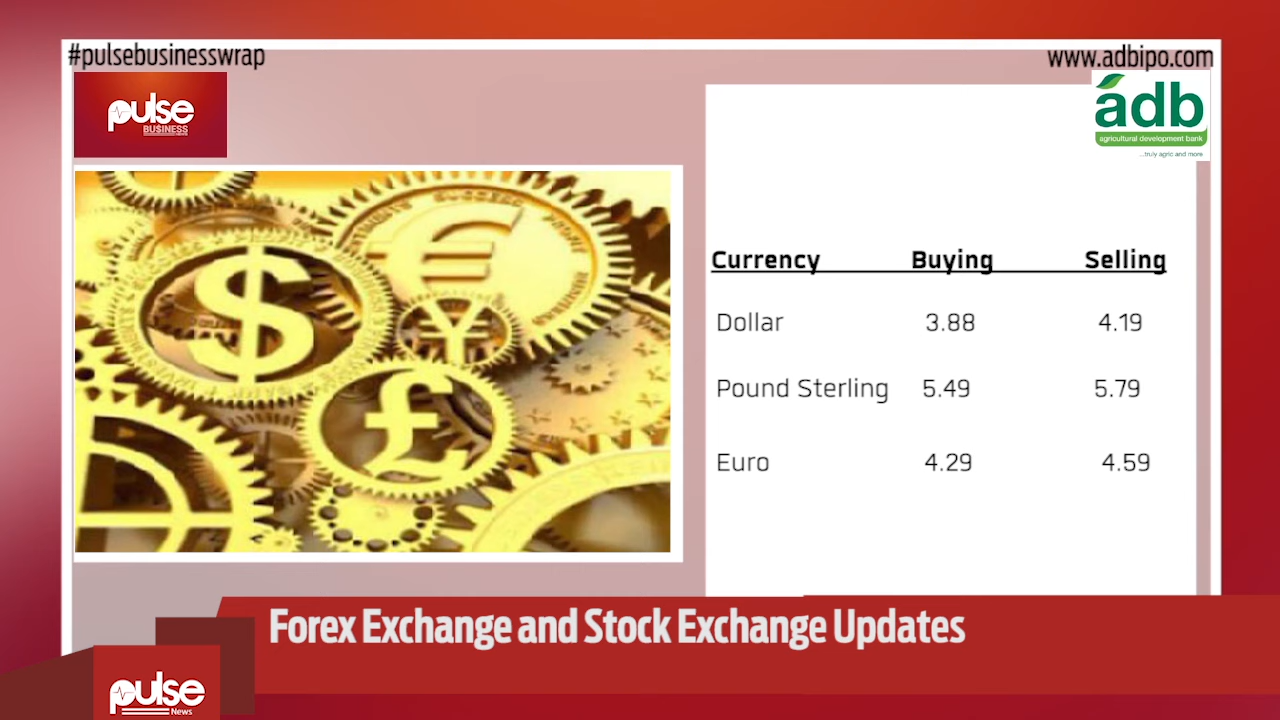 #pulsebusinesswrap
www.adbipo.com
pulse
BUSINESS
NEWS
adb
agricultural development bank
...truly agric and more
Currency Buying Selling
Dollar 3.88 4.19
Pound Sterling 5.49 5.79
Euro 4.29 4.59
Forex Exchange and Stock Exchange Updates
pulse
News